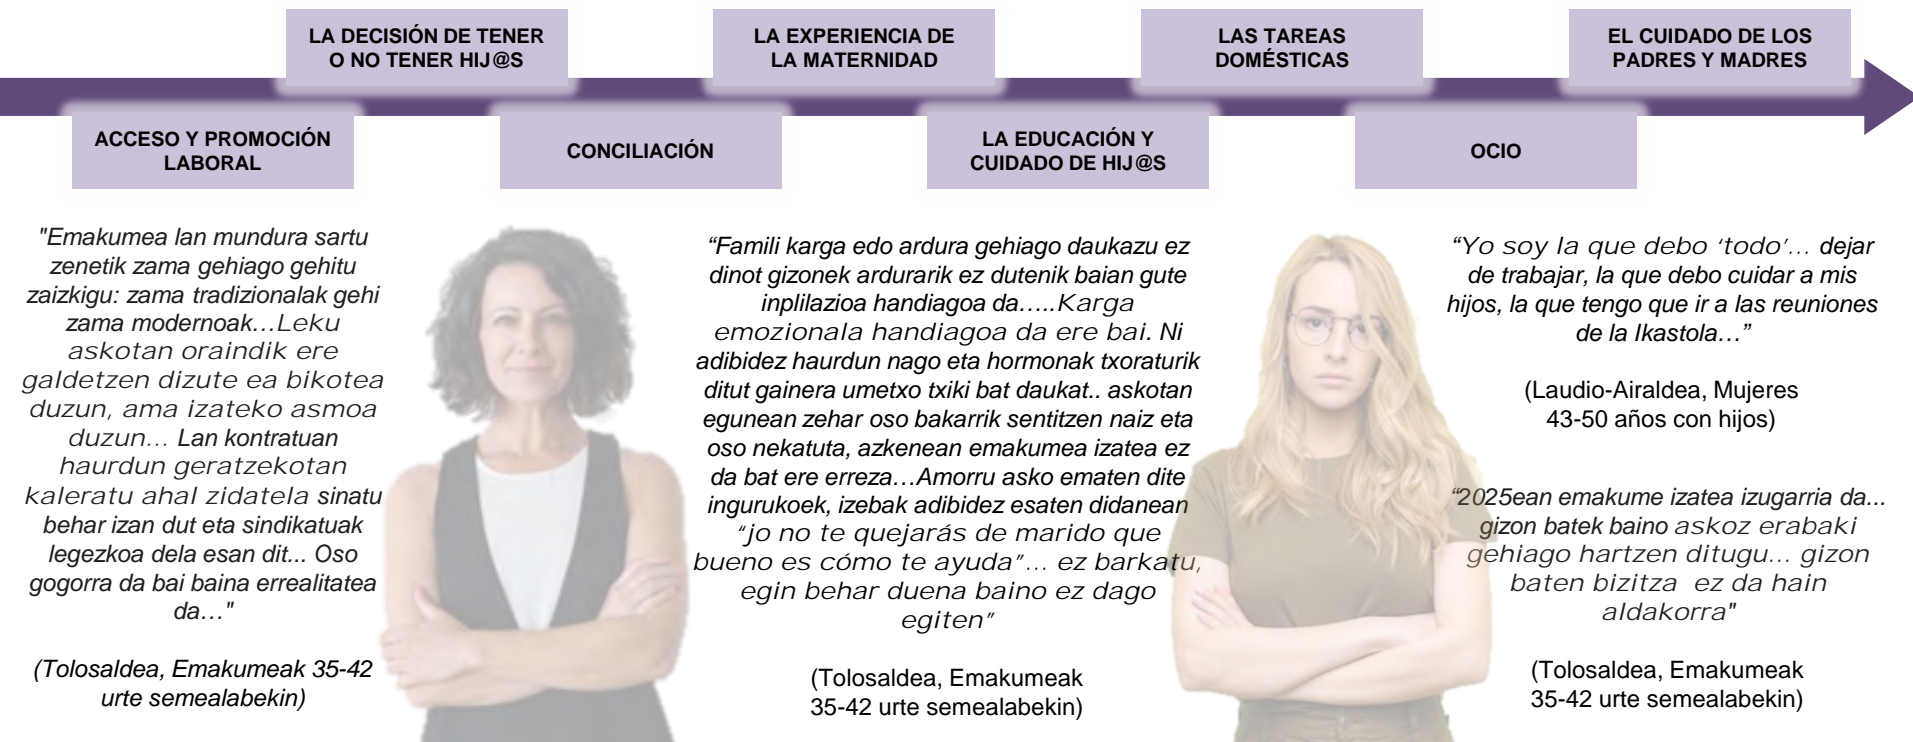 LA DECISIÓN DE TENER
O NO TENER HIJ@S
LA EXPERIENCIA DE
LA MATERNIDAD
LAS TAREAS
DOMÉSTICAS
EL CUIDADO DE LOS
PADRES Y MADRES
ACCESO Y PROMOCIÓN
LABORAL
CONCILIACIÓN
LA EDUCACIÓN Y
CUIDADO DE HIJ@S
OCIO
"Emakumea lan mundura sartu
zenetik zama gehiago gehitu
zaizkigu: zama tradizionalak gehi
zama modernoak…Leku
askotan oraindik ere
galdetzen dizute ea bikotea
duzun, ama izateko asmoa
duzun… Lan kontratuan
haurdun geratzekotan
kaleratu ahal zidatela sinatu
behar izan dut eta sindikatuak
legezkoa dela esan dit... Oso
gogorra da bai baina errealitatea
da…"
(Tolosaldea, Emakumeak 35-42
urte semealabekin)
“Famili karga edo ardura gehiago daukazu ez
dinot gizonek ardurarik ez dutenik baian gute
inplilazioa handiagoa da…..Karga
emozionala handiagoa da ere bai. Ni
adibidez haurdun nago eta hormonak txoraturik
ditut gainera umetxo txiki bat daukat.. askotan
egunean zehar oso bakarrik sentitzen naiz eta
oso nekatuta, azkenean emakumea izatea ez
da bat ere erreza…Amorru asko ematen dite
ingurukoek, izebak adibidez esaten didanean
“jo no te quejarás de marido que
bueno es cómo te ayuda”… ez barkatu,
egin behar duena baino ez dago
egiten”
(Tolosaldea, Emakumeak
35-42 urte semealabekin)
“Yo soy la que debo ‘todo’… dejar
de trabajar, la que debo cuidar a mis
hijos, la que tengo que ir a las reuniones
de la Ikastola…”
(Laudio-Airaldea, Mujeres
43-50 años con hijos)
“2025ean emakume izatea izugarria da...
gizon batek baino askoz erabaki
gehiago hartzen ditugu… gizon
baten bizitza ez da hain
aldakorra"
(Tolosaldea, Emakumeak
35-42 urte semealabekin)